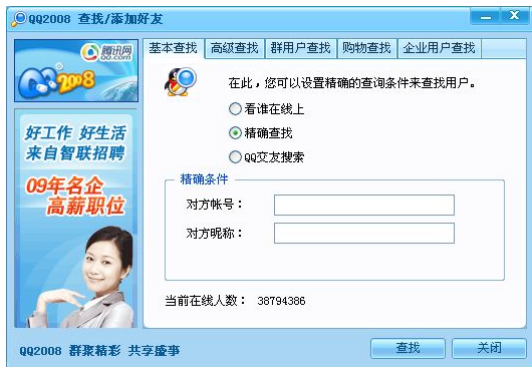 QQ2008 查找/添加好友
腾讯网
QQ.com
QQ2008
基本查找 高级查找 群用户查找 购物查找 企业用户查找
在此，您可以设置精确的查询条件来查找用户。
看谁在线上
精确查找
QQ交友搜索
精确条件
对方帐号：
对方昵称：
当前在线人数： 38794386
好工作 好生活
来自智联招聘
09年名企
高薪职位
QQ2008 群聚精彩 共享盛事
查找 关闭